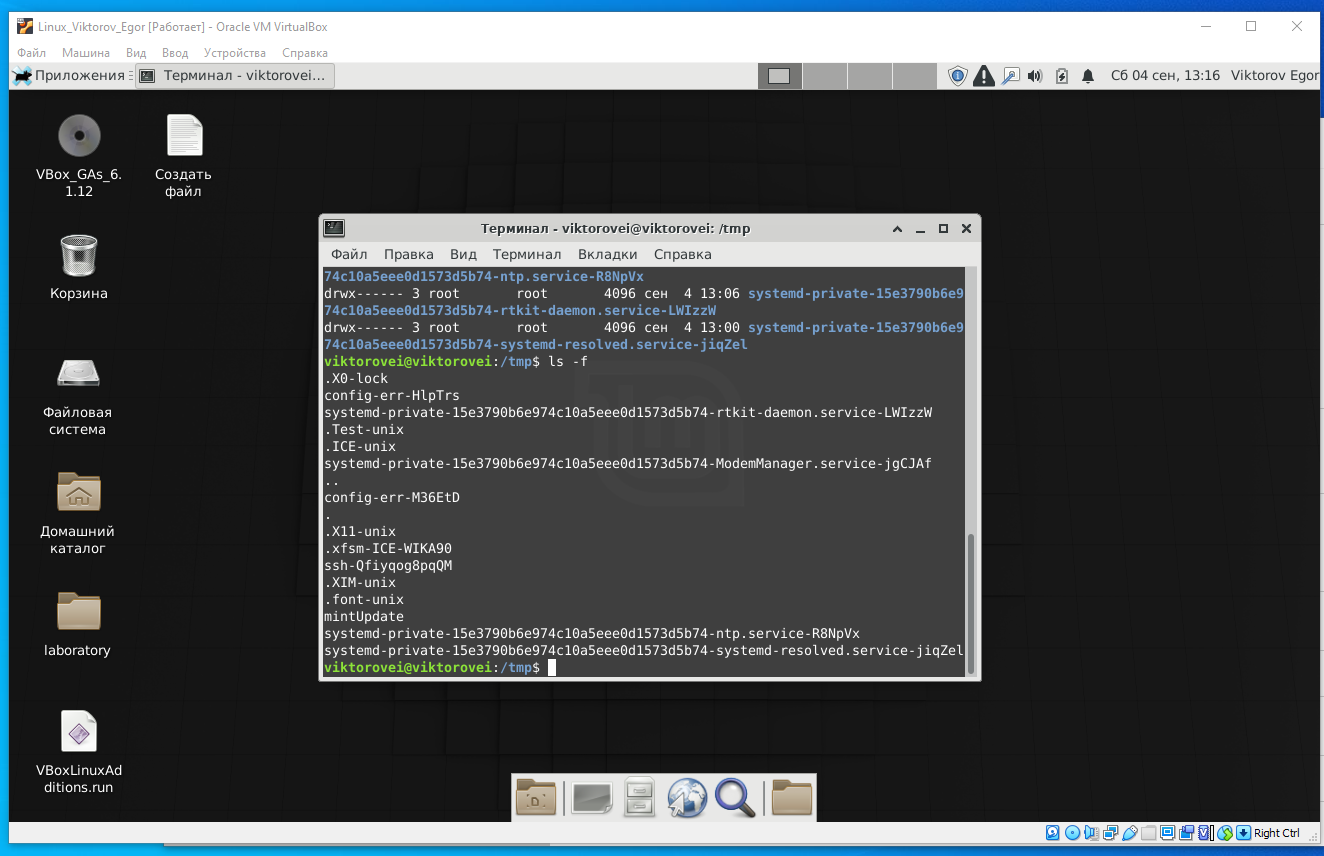 Linux_Viktorov_Egor [Работает] - Oracle VM VirtualBox
Файл Машина Вид Ввод Устройства Справка
Приложения Терминал - viktorovei... Сб 04 сен, 13:16 Viktorov Egor
VBox_GAs_6.
1.12
Создать
файл
Корзина
Файловая
система
Домашний
каталог
laboratory
VBoxLinuxAd
ditions.run
Терминал - viktorovei@viktorovei: /tmp
Файл Правка Вид Терминал Вкладки Справка
74c10a5eee0d1573d5b74-ntp.service-R8NpVx
drwx------ 3 root root 4096 сен 4 13:06 systemd-private-15e3790b6e9
74c10a5eee0d1573d5b74-rtkit-daemon.service-LWIzzW
drwx------ 3 root root 4096 сен 4 13:00 systemd-private-15e3790b6e9
74c10a5eee0d1573d5b74-systemd-resolved.service-jiqZel
viktorovei@viktorovei:/tmp$ ls -f
.X0-lock
config-err-HlpTrs
systemd-private-15e3790b6e974c10a5eee0d1573d5b74-rtkit-daemon.service-LWIzzW
.Test-unix
.ICE-unix
systemd-private-15e3790b6e974c10a5eee0d1573d5b74-ModemManager.service-jgCJAf
..
config-err-M36EtD
.
.X11-unix
.xfsm-ICE-WIKA90
ssh-Qfiyqog8pqQM
.XIM-unix
.font-unix
mintUpdate
systemd-private-15e3790b6e974c10a5eee0d1573d5b74-ntp.service-R8NpVx
systemd-private-15e3790b6e974c10a5eee0d1573d5b74-systemd-resolved.service-jiqZel
viktorovei@viktorovei:/tmp$
Right Ctrl